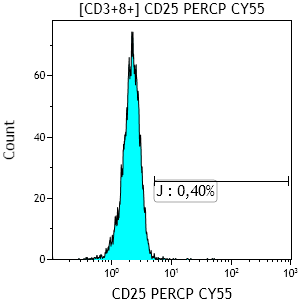 [CD3+8+] CD25 PERCP CY55
Count
60
40
20
0
J : 0,40%
10⁰ 10¹ 10² 10³
CD25 PERCP CY55